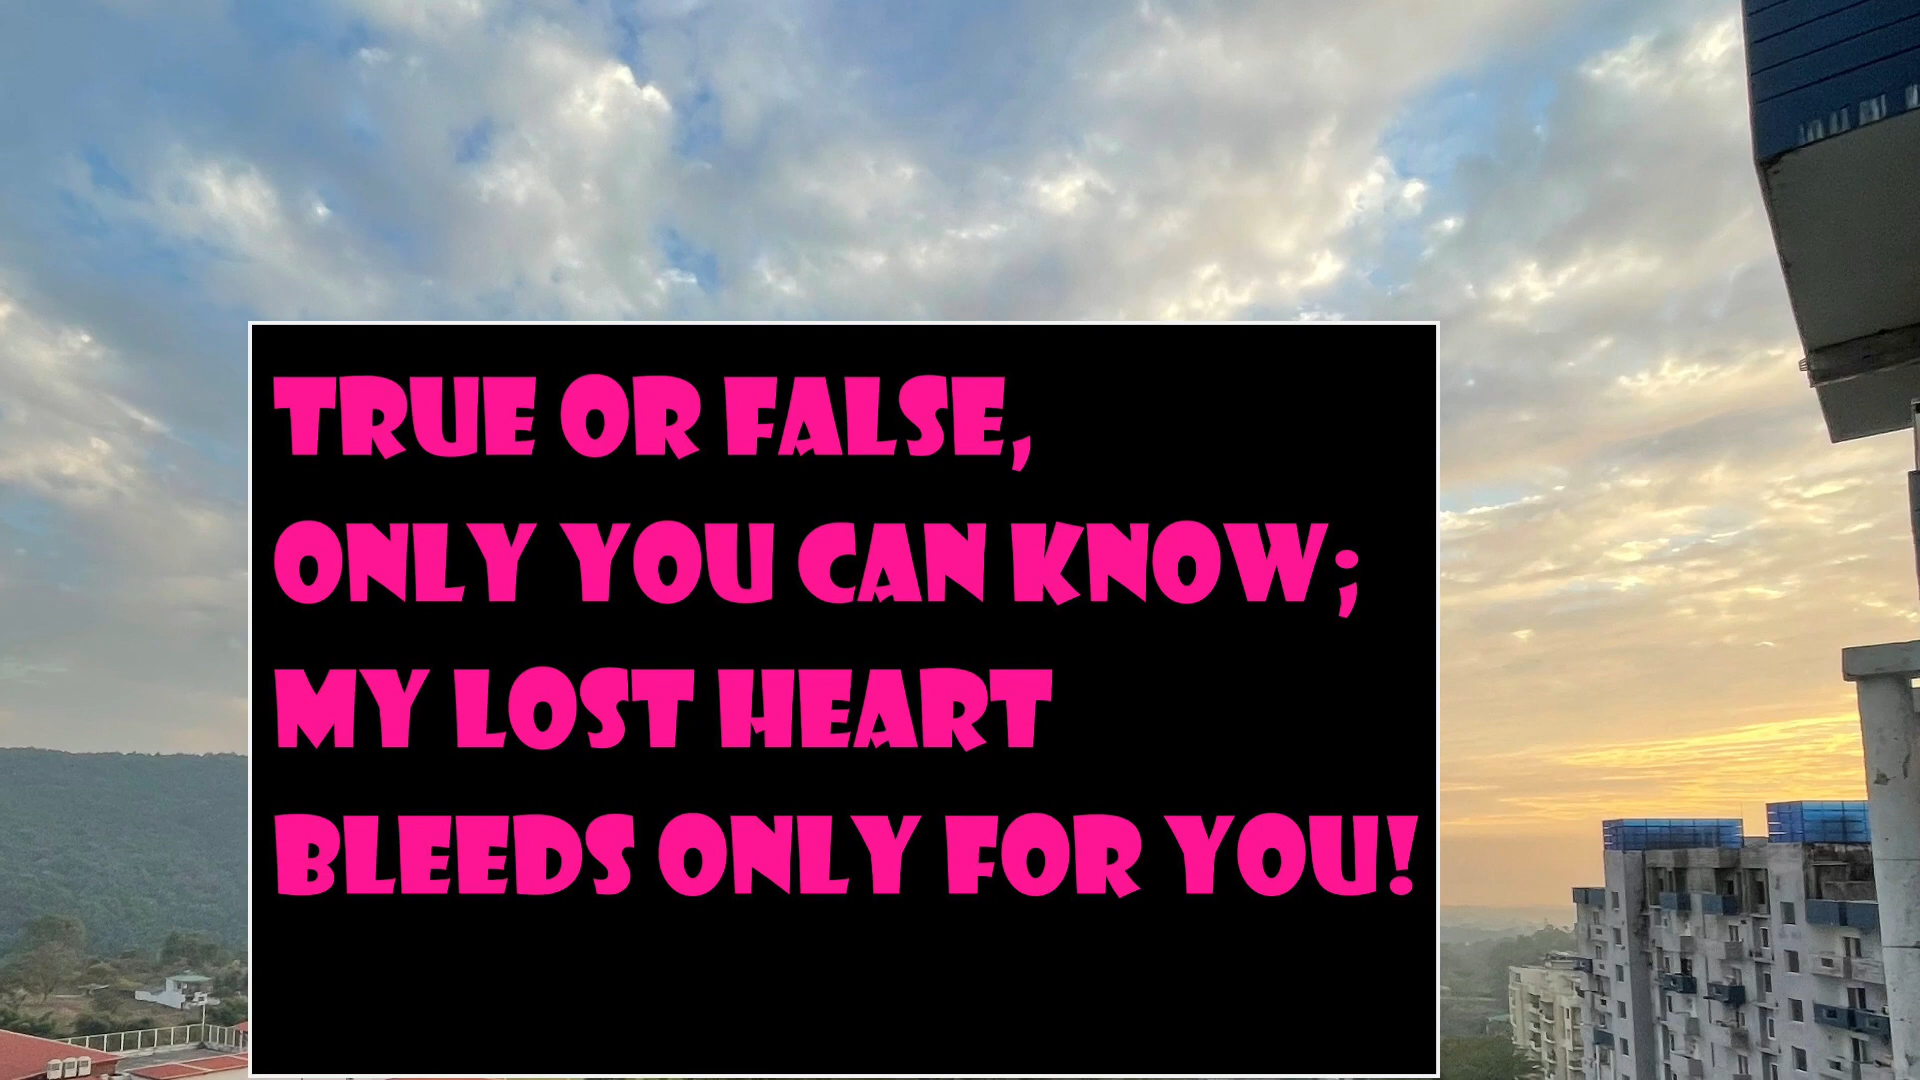 TRUE OR FALSE,
ONLY YOU CAN KNOW;
MY LOST HEART
BLEEDS ONLY FOR YOU!